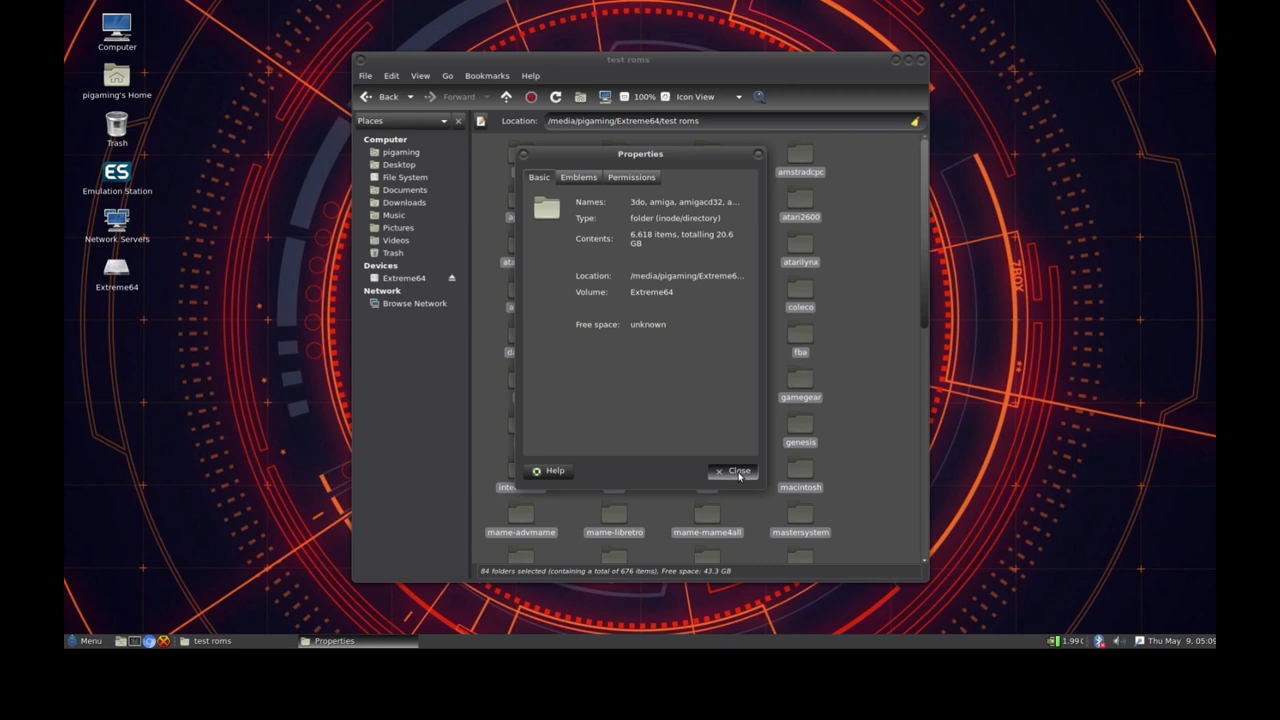 Computer
pigaming's Home
Trash
ES
Emulation Station
Network Servers
Extreme64
test roms
File Edit View Go Bookmarks Help
Back Forward 100% Icon View
Places
Location: /media/pigaming/Extreme64/test roms
Computer
pigaming
Desktop
File System
Documents
Downloads
Music
Pictures
Videos
Trash
Devices
Extreme64
Network
Browse Network
Properties
Basic Emblems Permissions
Names: 3do, amiga, amigacd32, a...
Type: folder (inode/directory)
Contents: 6,618 items, totalling 20.6
GB
Location: /media/pigaming/Extreme6...
Volume: Extreme64
Free space: unknown
Help Close
amstradcpc
atari2600
atarilynx
coleco
fba
gamegear
genesis
macintosh
mame-advmame mame-libretro mame-mame4all mastersystem
84 folders selected (containing a total of 676 items), Free space: 43.3 GB
7BOY
Menu test roms Properties 1.99 Thu May 9, 05:09